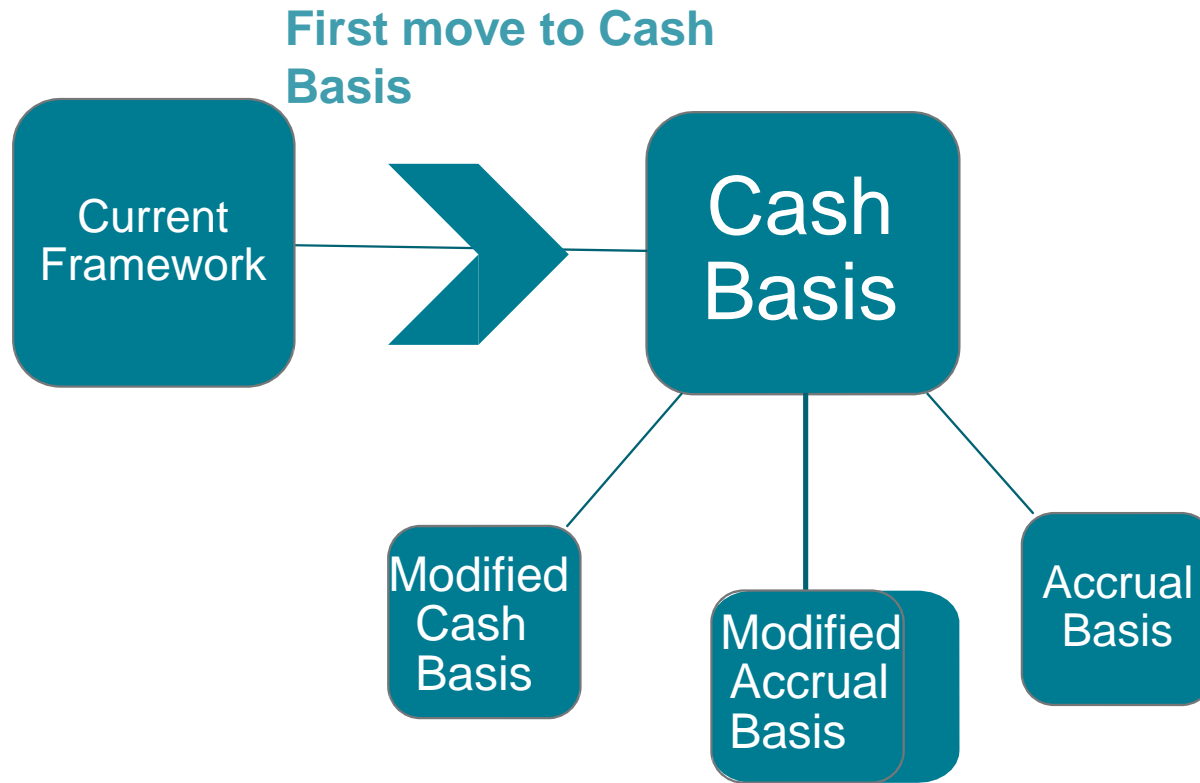 First move to Cash
Basis
Current
Framework
Cash
Basis
Modified
Cash
Basis
Modified
Accrual
Basis
Accrual
Basis